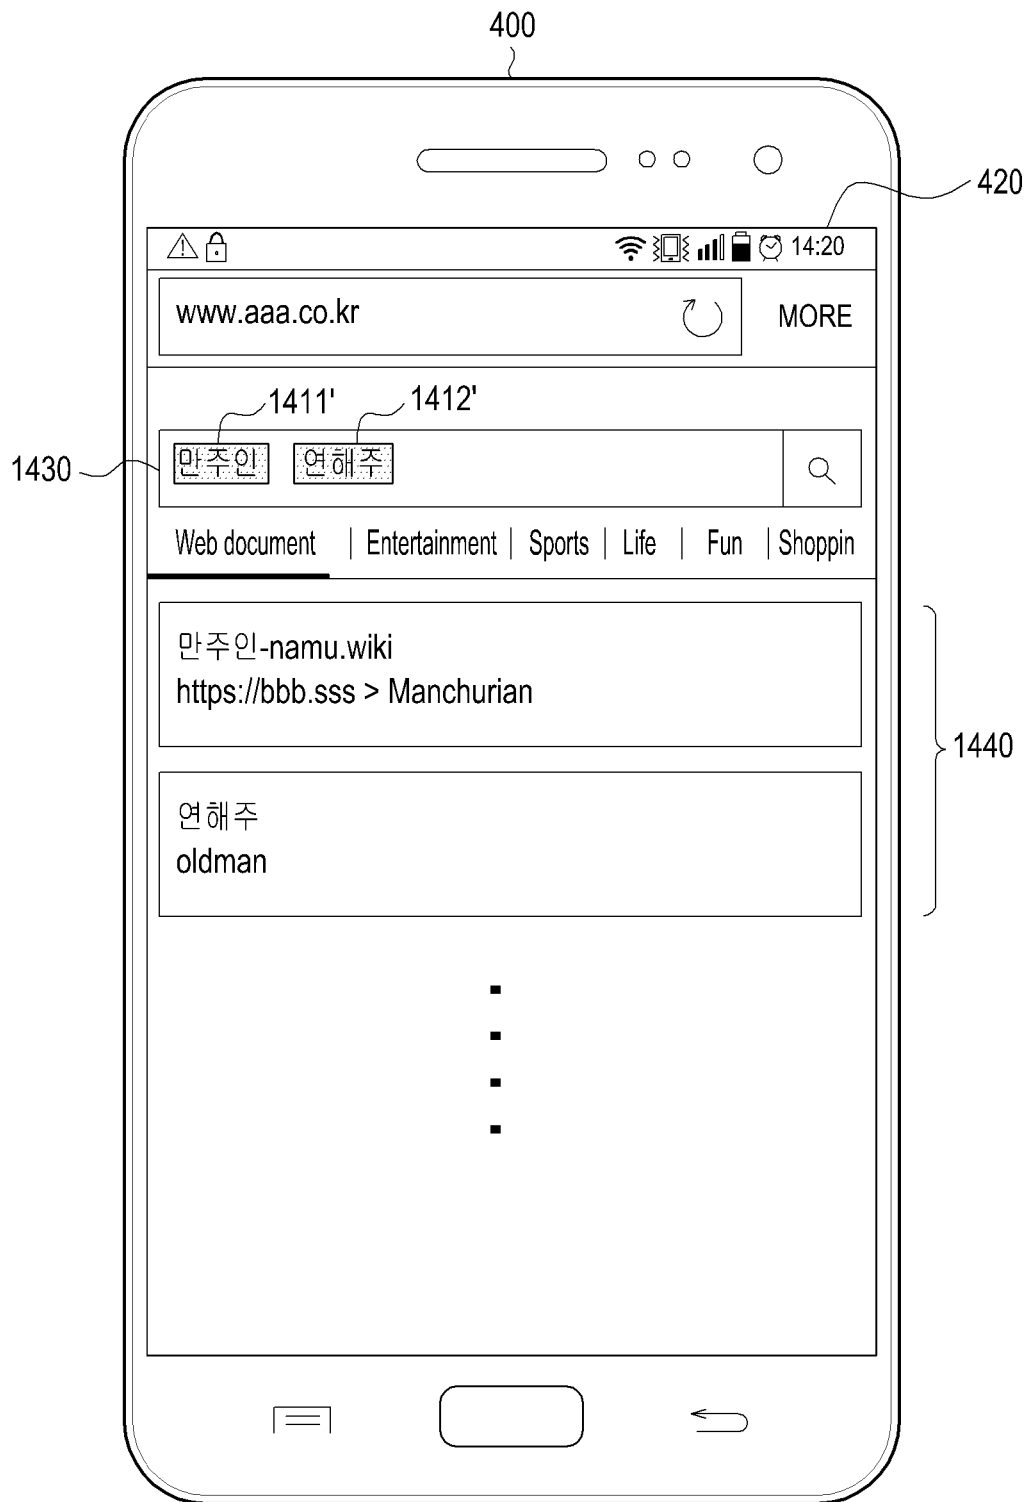 400
420
14:20
www.aaa.co.kr
MORE
1411' 1412'
1430
만주인 연해주
Web document | Entertainment | Sports | Life | Fun | Shoppin
만주인-namu.wiki
https://bbb.sss > Manchurian
1440
연해주
oldman